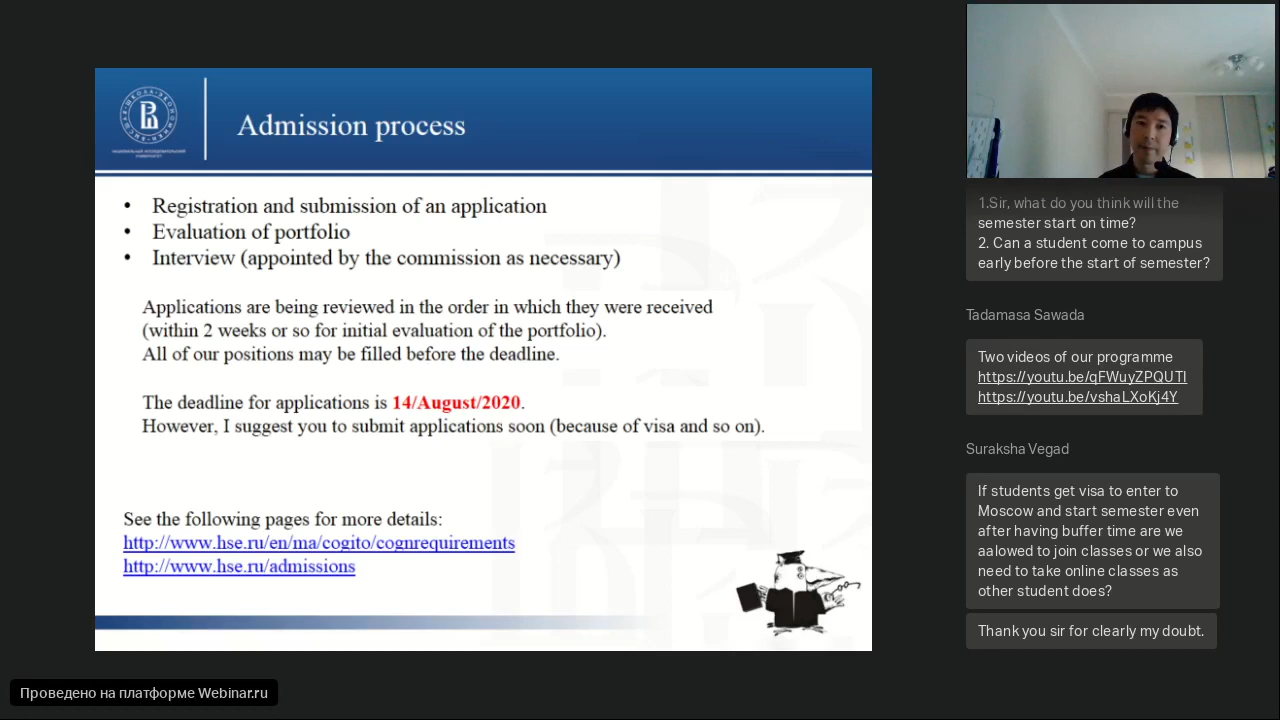 ВЫСШАЯ ШКОЛА ЭКОНОМИКИ
НАЦИОНАЛЬНЫЙ ИССЛЕДОВАТЕЛЬСКИЙ
УНИВЕРСИТЕТ
Admission process
• Registration and submission of an application
• Evaluation of portfolio
• Interview (appointed by the commission as necessary)
Applications are being reviewed in the order in which they were received
(within 2 weeks or so for initial evaluation of the portfolio).
All of our positions may be filled before the deadline.
The deadline for applications is 14/August/2020.
However, I suggest you to submit applications soon (because of visa and so on).
See the following pages for more details:
http://www.hse.ru/en/ma/cogito/cognrequirements
http://www.hse.ru/admissions
1.Sir, what do you think will the
semester start on time?
2. Can a student come to campus
early before the start of semester?
Tadamasa Sawada
Two videos of our programme
https://youtu.be/qFWuyZPQUTI
https://youtu.be/vshaLXoKj4Y
Suraksha Vegad
If students get visa to enter to
Moscow and start semester even
after having buffer time are we
aalowed to join classes or we also
need to take online classes as
other student does?
Thank you sir for clearly my doubt.
Проведено на платформе Webinar.ru